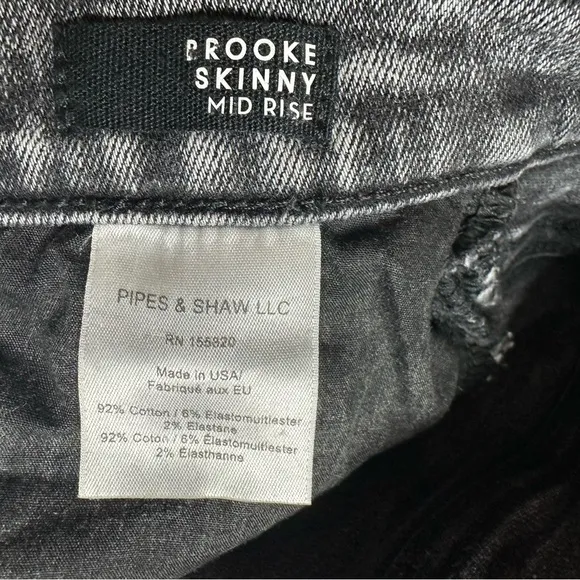 BROOKE
SKINNY
MID RISE
PIPES & SHAW LLC
RN 155820
Made in USA/
Fabriqué aux EU
92% Cotton / 6% Elastomultiester
2% Elastane
92% Coton / 6% Élastomultiester
2% Élasthanne